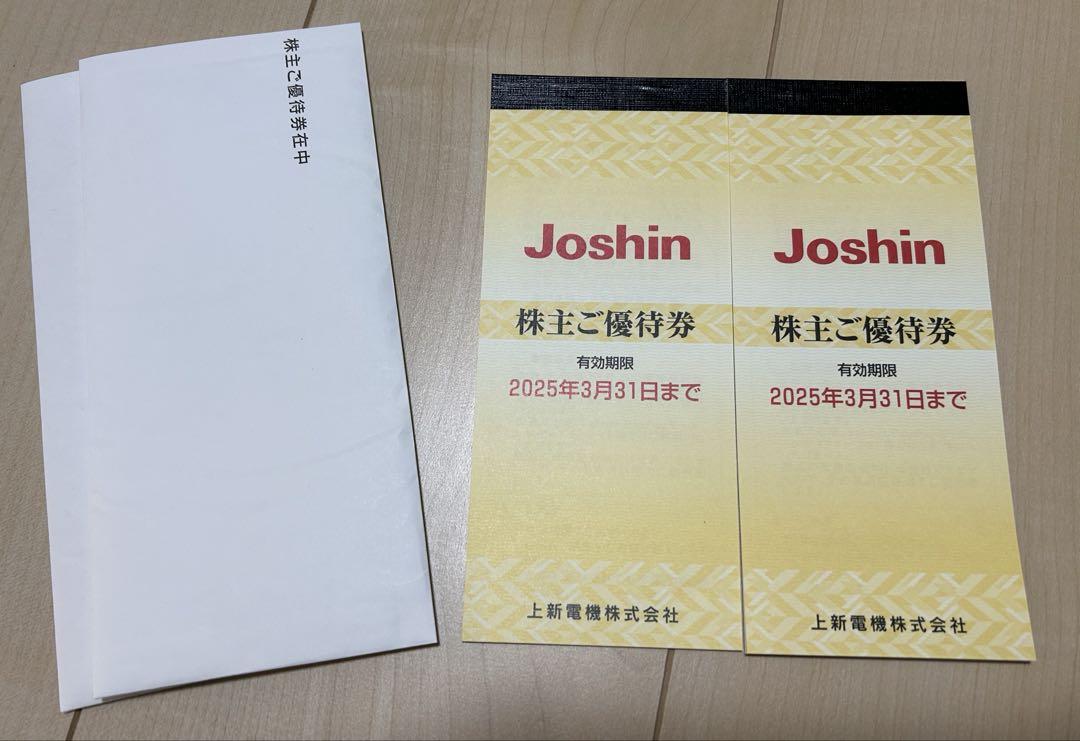 株主ご優待券在中
Joshin
株主ご優待券
有効期限
2025年3月31日まで
上新電機株式会社
Joshin
株主ご優待券
有効期限
2025年3月31日まで
上新電機株式会社